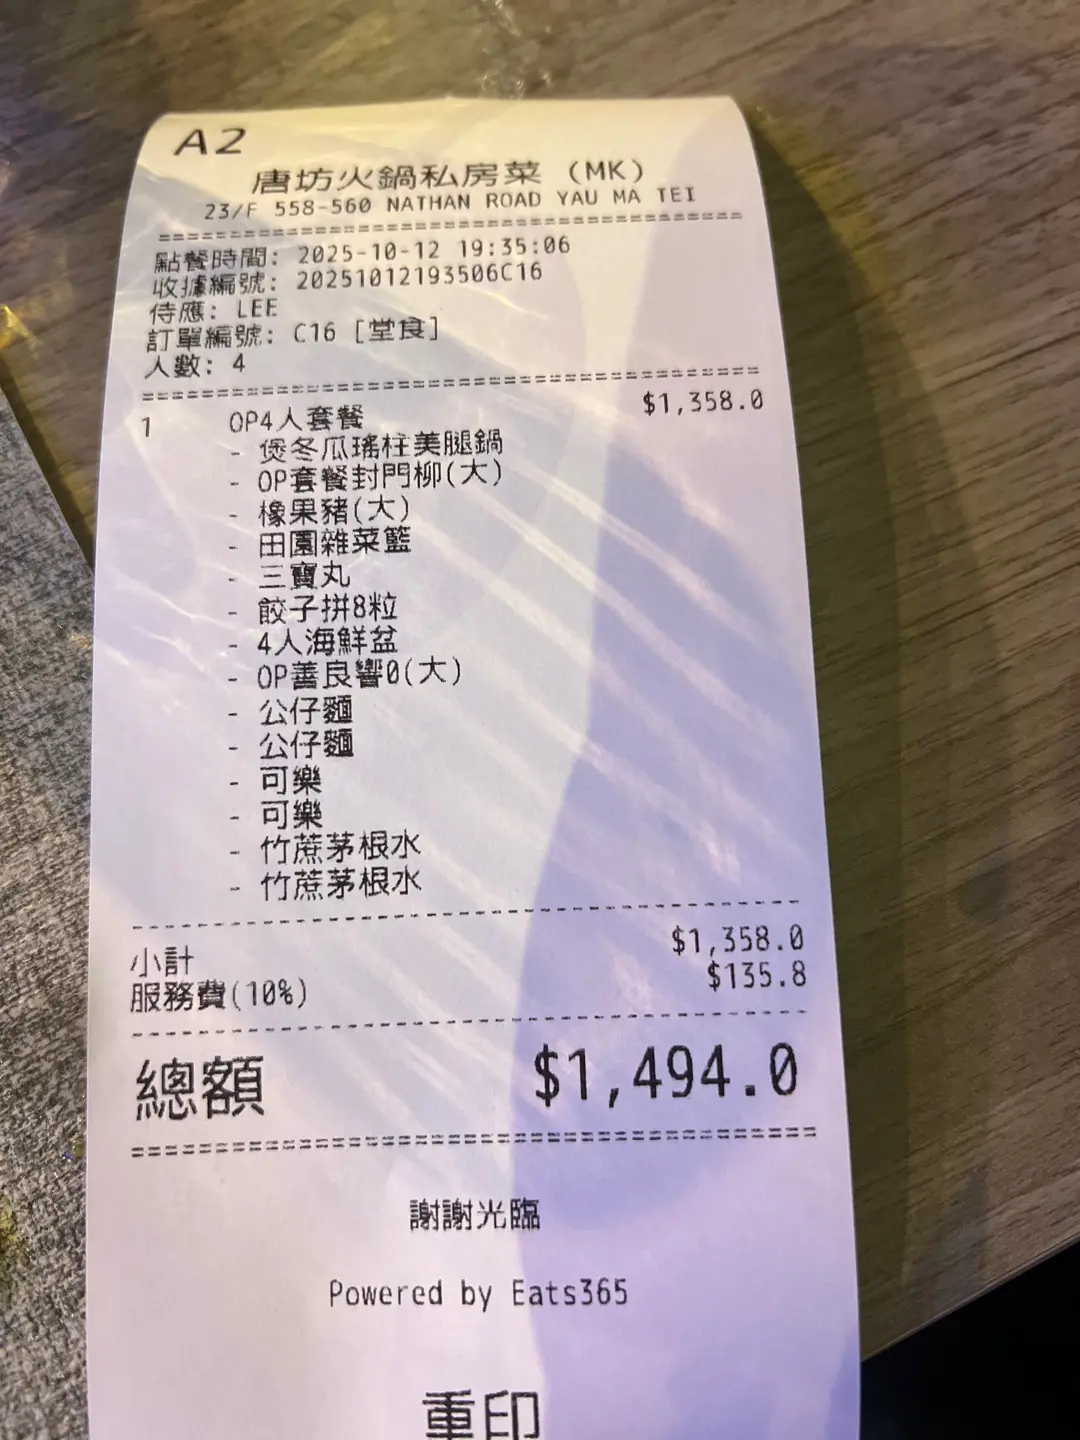 A2
唐坊火鍋私房菜 (MK)
23/F 558-560 NATHAN ROAD YAU MA TEI
點餐時間: 2025-10-12 19:35:06
收據編號: 20251012193506C16
侍應: LEE
訂單編號: C16 [堂食]
人數: 4
1 OP4人套餐 $1,358.0
- 煲冬瓜瑤柱美腿鍋
- OP套餐封門柳(大)
- 橡果豬(大)
- 田園雜菜籃
- 三寶丸
- 餃子拼8粒
- 4人海鮮盆
- OP善良響0(大)
- 公仔麵
- 公仔麵
- 可樂
- 可樂
- 竹蔗茅根水
- 竹蔗茅根水
小計 $1,358.0
服務費(10%) $135.8
總額 $1,494.0
謝謝光臨
Powered by Eats365
重印